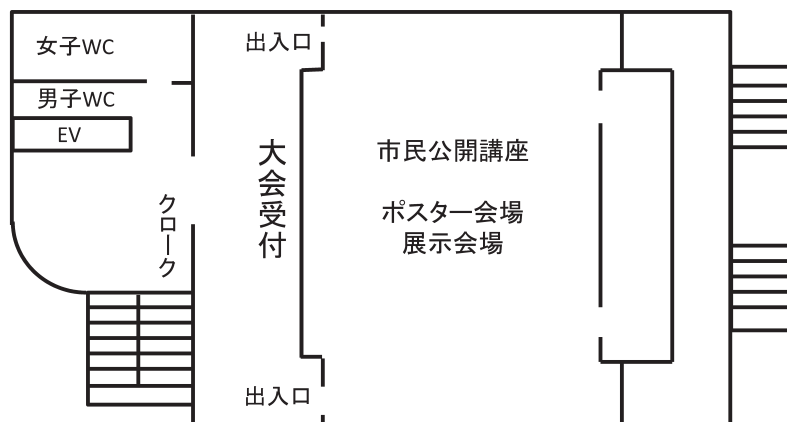 女子WC
出入口
男子WC
EV
大会受付
市民公開講座
クローク
ポスター会場
展示会場
出入口